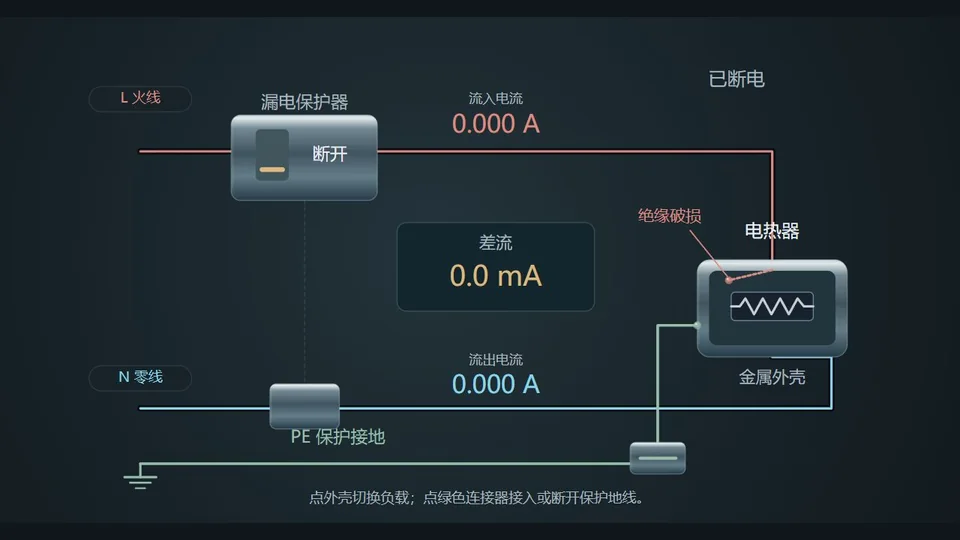 已断电
L 火线
漏电保护器
流入电流
0.000 A
断开
绝缘破损
电热器
差流
0.0 mA
流出电流
0.000 A
N 零线
金属外壳
PE 保护接地
点外壳切换负载；点绿色连接器接入或断开保护地线。